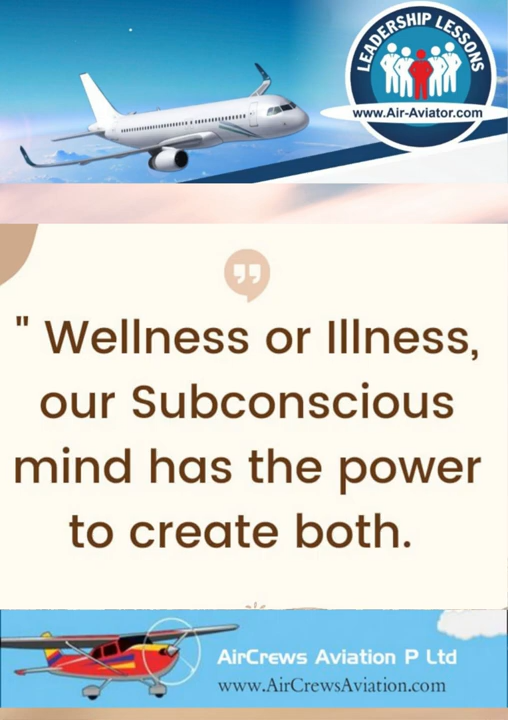 LEADERSHIP LESSONS
www.Air-Aviator.com
" Wellness or Illness,
our Subconscious
mind has the power
to create both.
AirCrews Aviation P Ltd
www.AirCrewsAviation.com